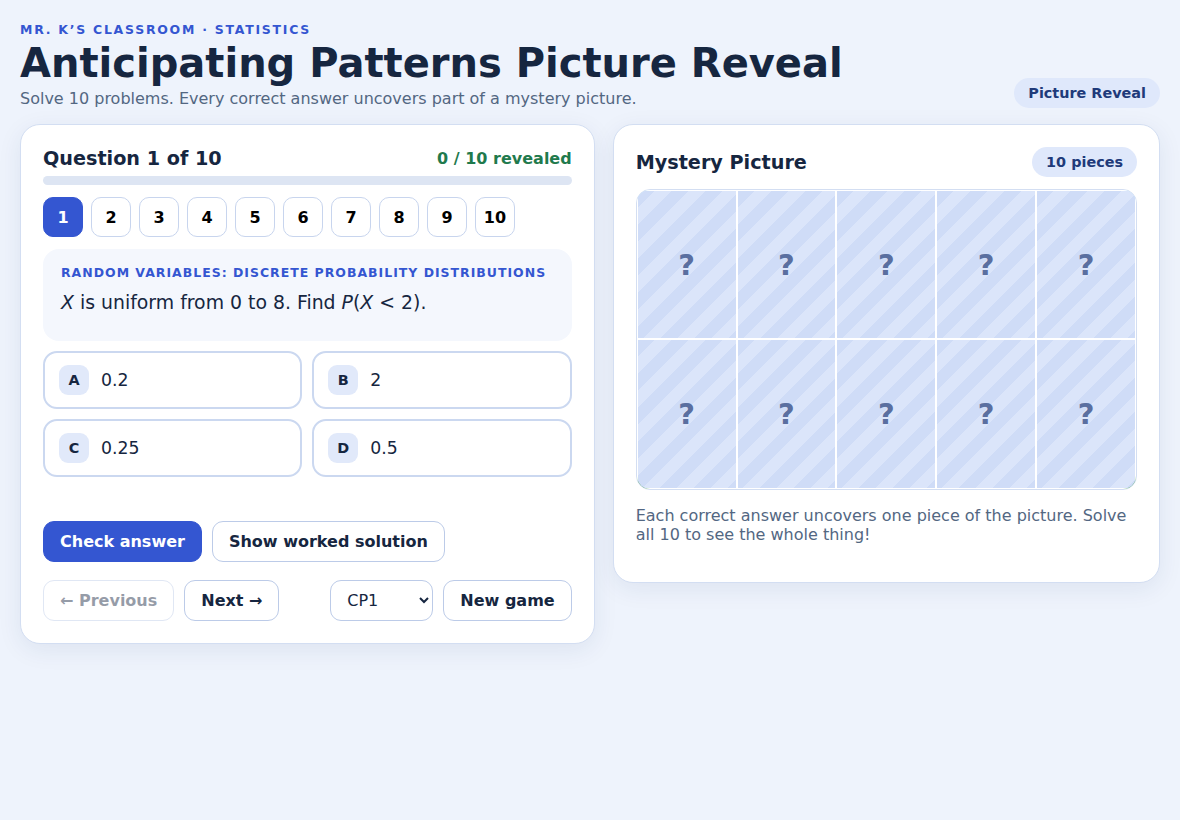 MR. K’S CLASSROOM · STATISTICS
Anticipating Patterns Picture Reveal
Solve 10 problems. Every correct answer uncovers part of a mystery picture.
Picture Reveal
Question 1 of 10
0 / 10 revealed
1 2 3 4 5 6 7 8 9 10
RANDOM VARIABLES: DISCRETE PROBABILITY DISTRIBUTIONS
X is uniform from 0 to 8. Find P(X < 2).
A 0.2
B 2
C 0.25
D 0.5
Check answer
Show worked solution
← Previous
Next →
CP1
New game
Mystery Picture
10 pieces
? ? ? ? ?
? ? ? ? ?
Each correct answer uncovers one piece of the picture. Solve
all 10 to see the whole thing!